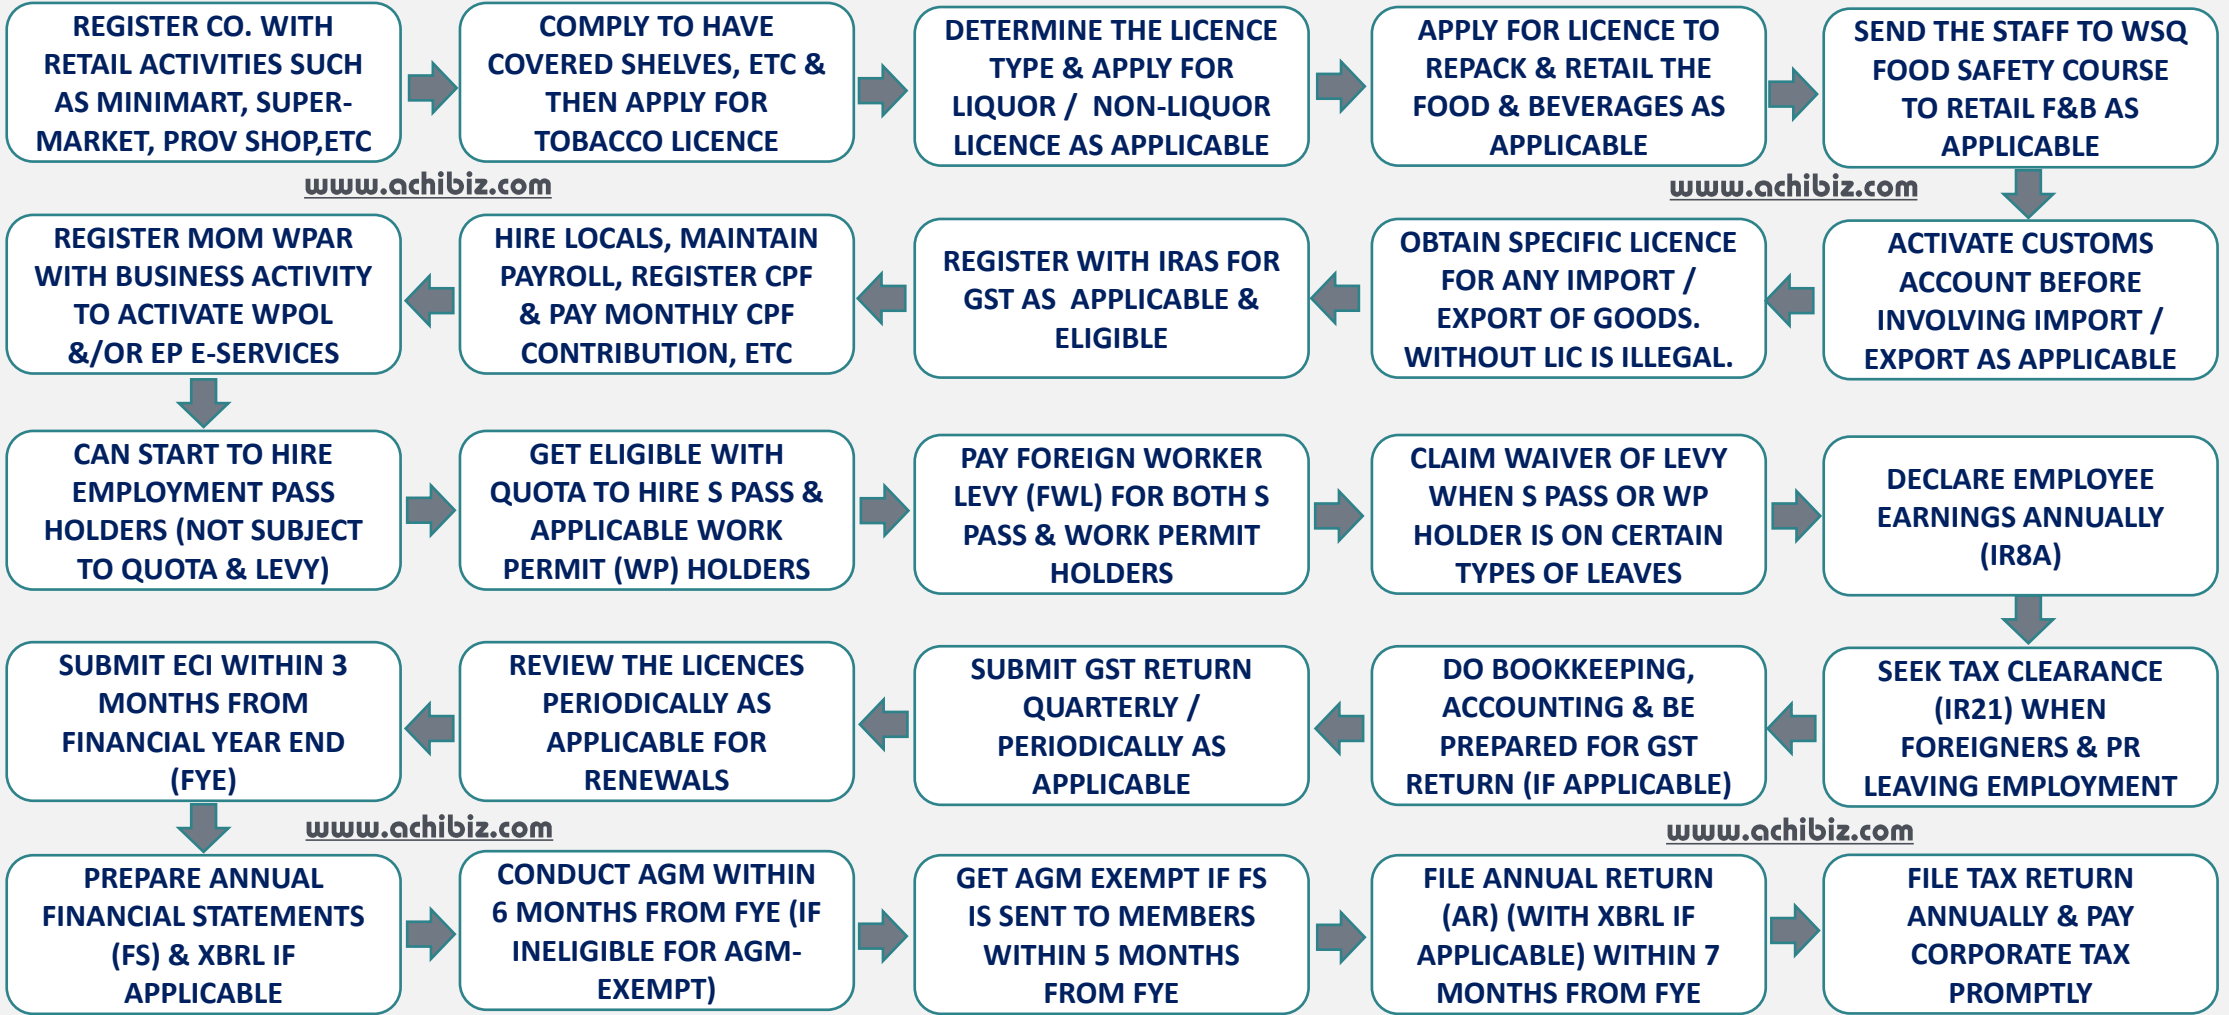 REGISTER CO. WITH
RETAIL ACTIVITIES SUCH
AS MINIMART, SUPER-
MARKET, PROV SHOP,ETC
COMPLY TO HAVE
COVERED SHELVES, ETC &
THEN APPLY FOR
TOBACCO LICENCE
DETERMINE THE LICENCE
TYPE & APPLY FOR
LIQUOR / NON-LIQUOR
LICENCE AS APPLICABLE
APPLY FOR LICENCE TO
REPACK & RETAIL THE
FOOD & BEVERAGES AS
APPLICABLE
SEND THE STAFF TO WSQ
FOOD SAFETY COURSE
TO RETAIL F&B AS
APPLICABLE
www.achibiz.com
www.achibiz.com
ACTIVATE CUSTOMS
ACCOUNT BEFORE
INVOLVING IMPORT /
EXPORT AS APPLICABLE
OBTAIN SPECIFIC LICENCE
FOR ANY IMPORT /
EXPORT OF GOODS.
WITHOUT LIC IS ILLEGAL.
REGISTER WITH IRAS FOR
GST AS APPLICABLE &
ELIGIBLE
HIRE LOCALS, MAINTAIN
PAYROLL, REGISTER CPF
& PAY MONTHLY CPF
CONTRIBUTION, ETC
REGISTER MOM WPAR
WITH BUSINESS ACTIVITY
TO ACTIVATE WPOL
&/OR EP E-SERVICES
CAN START TO HIRE
EMPLOYMENT PASS
HOLDERS (NOT SUBJECT
TO QUOTA & LEVY)
GET ELIGIBLE WITH
QUOTA TO HIRE S PASS &
APPLICABLE WORK
PERMIT (WP) HOLDERS
PAY FOREIGN WORKER
LEVY (FWL) FOR BOTH S
PASS & WORK PERMIT
HOLDERS
CLAIM WAIVER OF LEVY
WHEN S PASS OR WP
HOLDER IS ON CERTAIN
TYPES OF LEAVES
DECLARE EMPLOYEE
EARNINGS ANNUALLY
(IR8A)
SEEK TAX CLEARANCE
(IR21) WHEN
FOREIGNERS & PR
LEAVING EMPLOYMENT
DO BOOKKEEPING,
ACCOUNTING & BE
PREPARED FOR GST
RETURN (IF APPLICABLE)
SUBMIT GST RETURN
QUARTERLY /
PERIODICALLY AS
APPLICABLE
REVIEW THE LICENCES
PERIODICALLY AS
APPLICABLE FOR
RENEWALS
SUBMIT ECI WITHIN 3
MONTHS FROM
FINANCIAL YEAR END
(FYE)
www.achibiz.com
www.achibiz.com
PREPARE ANNUAL
FINANCIAL STATEMENTS
(FS) & XBRL IF
APPLICABLE
CONDUCT AGM WITHIN
6 MONTHS FROM FYE (IF
INELIGIBLE FOR AGM-
EXEMPT)
GET AGM EXEMPT IF FS
IS SENT TO MEMBERS
WITHIN 5 MONTHS
FROM FYE
FILE ANNUAL RETURN
(AR) (WITH XBRL IF
APPLICABLE) WITHIN 7
MONTHS FROM FYE
FILE TAX RETURN
ANNUALLY & PAY
CORPORATE TAX
PROMPTLY